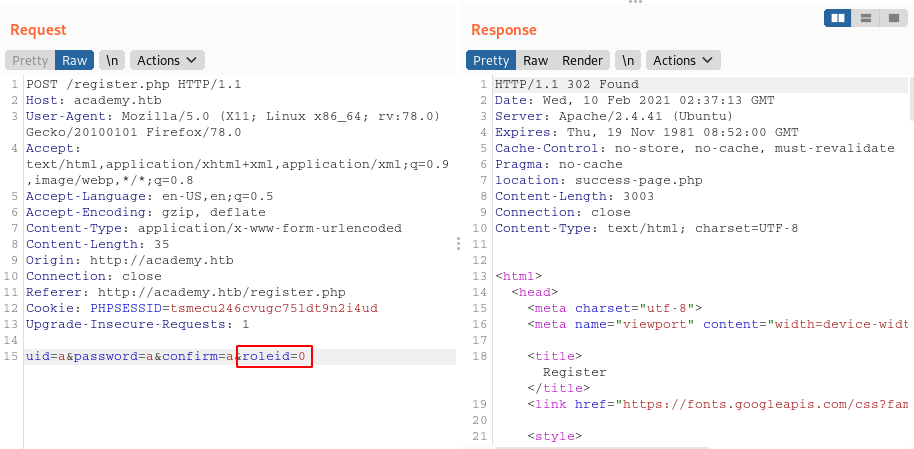 Request
Pretty Raw \n Actions
1 POST /register.php HTTP/1.1
2 Host: academy.htb
3 User-Agent: Mozilla/5.0 (X11; Linux x86_64; rv:78.0)
Gecko/20100101 Firefox/78.0
4 Accept:
text/html,application/xhtml+xml,application/xml;q=0.9
,image/webp,*/*;q=0.8
5 Accept-Language: en-US,en;q=0.5
6 Accept-Encoding: gzip, deflate
7 Content-Type: application/x-www-form-urlencoded
8 Content-Length: 35
9 Origin: http://academy.htb
10 Connection: close
11 Referer: http://academy.htb/register.php
12 Cookie: PHPSESSID=tsmecu246cvugc75ldt9n2i4ud
13 Upgrade-Insecure-Requests: 1
14
15 uid=a&password=a&confirm=a&roleid=0
Response
Pretty Raw Render \n Actions
1 HTTP/1.1 302 Found
2 Date: Wed, 10 Feb 2021 02:37:13 GMT
3 Server: Apache/2.4.41 (Ubuntu)
4 Expires: Thu, 19 Nov 1981 08:52:00 GMT
5 Cache-Control: no-store, no-cache, must-revalidate
6 Pragma: no-cache
7 location: success-page.php
8 Content-Length: 3003
9 Connection: close
10 Content-Type: text/html; charset=UTF-8
11
12
13 <html>
14 <head>
15 <meta charset="utf-8">
16 <meta name="viewport" content="width=device-widt
17
18 <title>
Register
</title>
19 <link href="https://fonts.googleapis.com/css?fam
20
21 <style>